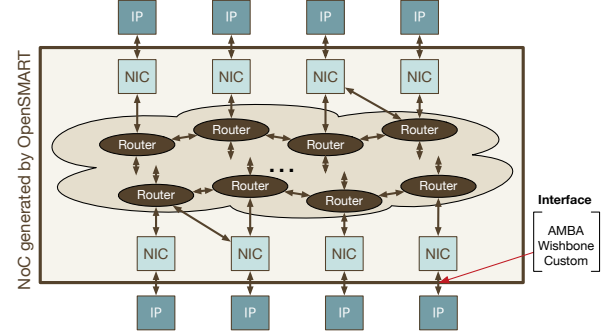 IP IP IP IP
NoC generated by OpenSMART
NIC NIC NIC NIC
Router Router Router Router
...
Router Router Router Router
NIC NIC NIC NIC
IP IP IP IP
Interface
AMBA
Wishbone
Custom